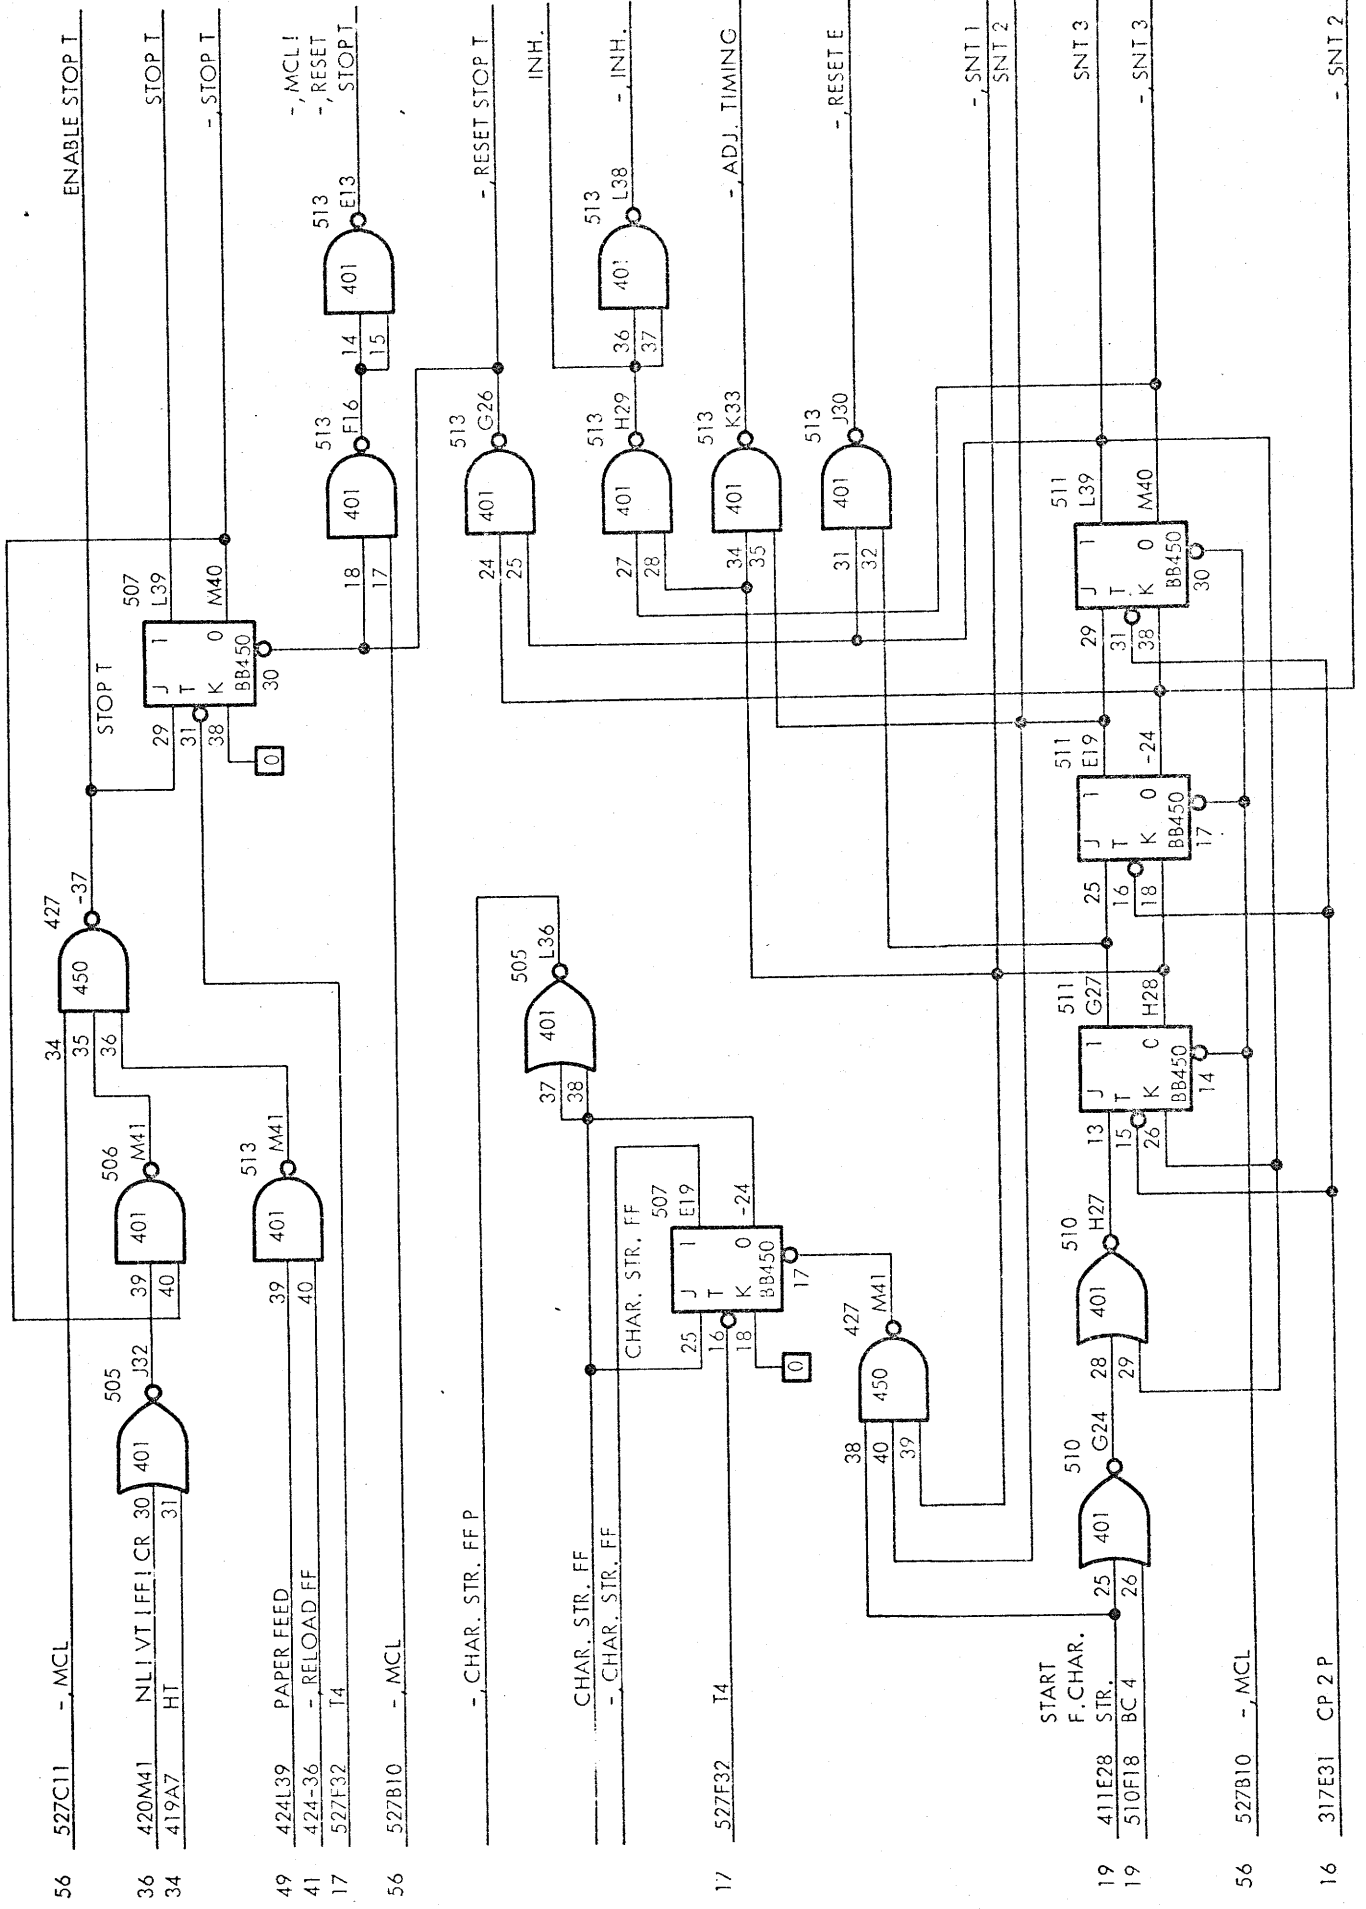 ENABLE STOP T
STOP T
-, STOP T
-, MCL!
-, RESET
STOP T
-, RESET STOP T
INH.
-, INH.
-, ADJ. TIMING
-, RESET E
-, SNT 1
SNT 2
SNT 3
-, SNT 3
-, SNT 2
513
E13
401
14
15
513
F16
401
18
17
513
L38
401
36
37
513
G26
401
24
25
513
H29
401
27
28
513
K33
401
34
35
513
J30
401
31
32
STOP T
507
L39
M40
J
1
T
K
0
BB450
29
31
38
30
0
427
-37
450
34
35
36
506
M41
401
39
40
513
M41
401
39
40
505
J32
401
30
31
505
L36
401
37
38
CHAR. STR. FF
507
E19
-24
J
1
T
K
0
BB450
25
16
18
17
0
427
M41
450
38
40
39
511
L39
M40
J
1
T
K
0
BB450
29
31
38
30
511
E19
-24
J
1
T
K
0
BB450
25
16
18
17
511
G27
H28
J
1
T
K
C
BB450
13
15
26
14
510
H27
401
28
29
510
G24
401
25
26
56 527C11 -, MCL
36 420M41 NL!VT!FF!CR
34 419A7 HT
49 424L39 PAPER FEED
41 424-36 -, RELOAD FF
17 527F32 T4
56 527B10 -, MCL
-, CHAR. STR. FF P
CHAR. STR. FF
-, CHAR. STR. FF
17 527F32 T4
START
F. CHAR.
19 411E28 STR.
19 510F18 BC 4
56 527B10 -, MCL
16 317E31 CP 2 P